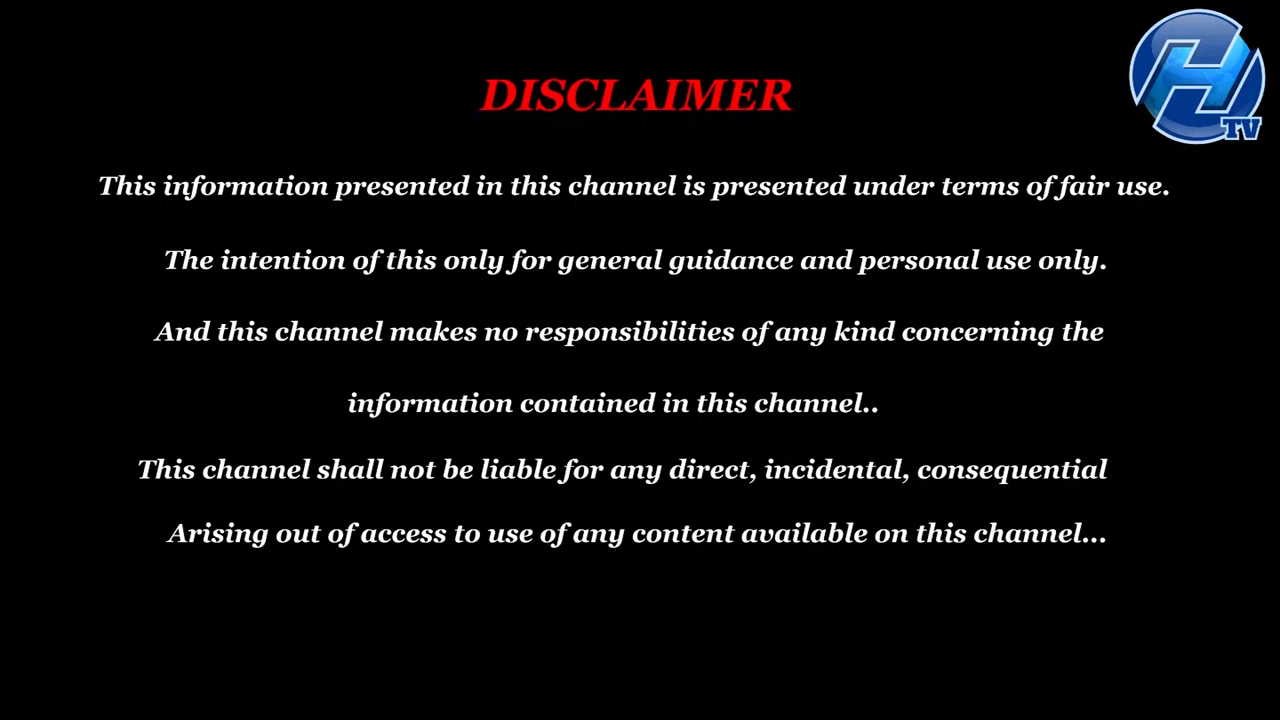 DISCLAIMER
This information presented in this channel is presented under terms of fair use.
The intention of this only for general guidance and personal use only.
And this channel makes no responsibilities of any kind concerning the
information contained in this channel..
This channel shall not be liable for any direct, incidental, consequential
Arising out of access to use of any content available on this channel...
H
TV